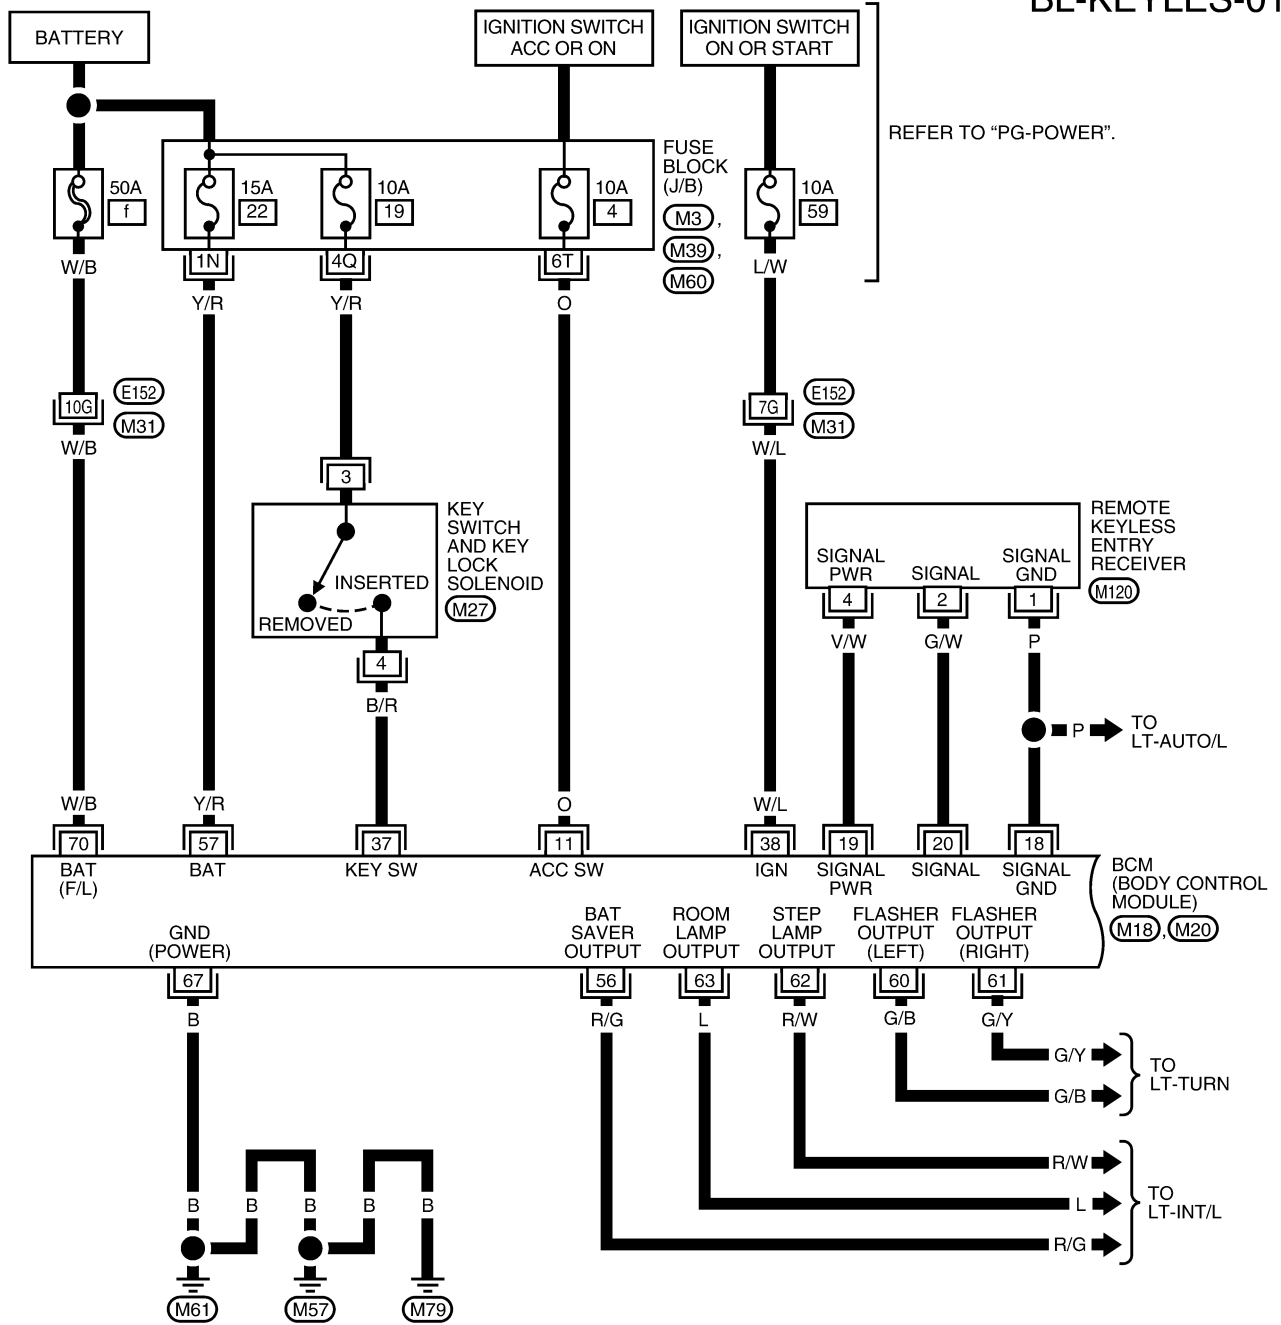 BL-KEYLES-01
BATTERY
IGNITION SWITCH
ACC OR ON
IGNITION SWITCH
ON OR START
REFER TO “PG-POWER”.
50A
f
15A
22
10A
19
10A
4
10A
59
FUSE
BLOCK
(J/B)
M3 ,
M39 ,
M60
1N
4Q
6T
W/B
Y/R
Y/R
O
L/W
10G
E152
M31
W/B
7G
E152
M31
W/L
3
KEY
SWITCH
AND KEY
LOCK
SOLENOID
M27
INSERTED
REMOVED
4
B/R
REMOTE
KEYLESS
ENTRY
RECEIVER
M120
SIGNAL
PWR
SIGNAL
SIGNAL
GND
4
2
1
V/W
G/W
P
P
TO
LT-AUTO/L
W/B
Y/R
O
W/L
70
57
37
11
38
19
20
18
BAT
(F/L)
BAT
KEY SW
ACC SW
IGN
SIGNAL
PWR
SIGNAL
SIGNAL
GND
BCM
(BODY CONTROL
MODULE)
M18 , M20
GND
(POWER)
BAT
SAVER
OUTPUT
ROOM
LAMP
OUTPUT
STEP
LAMP
OUTPUT
FLASHER
OUTPUT
(LEFT)
FLASHER
OUTPUT
(RIGHT)
67
56
63
62
60
61
B
R/G
L
R/W
G/B
G/Y
G/Y
G/B
TO
LT-TURN
R/W
L
R/G
TO
LT-INT/L
B
B
B
B
B
M61
M57
M79